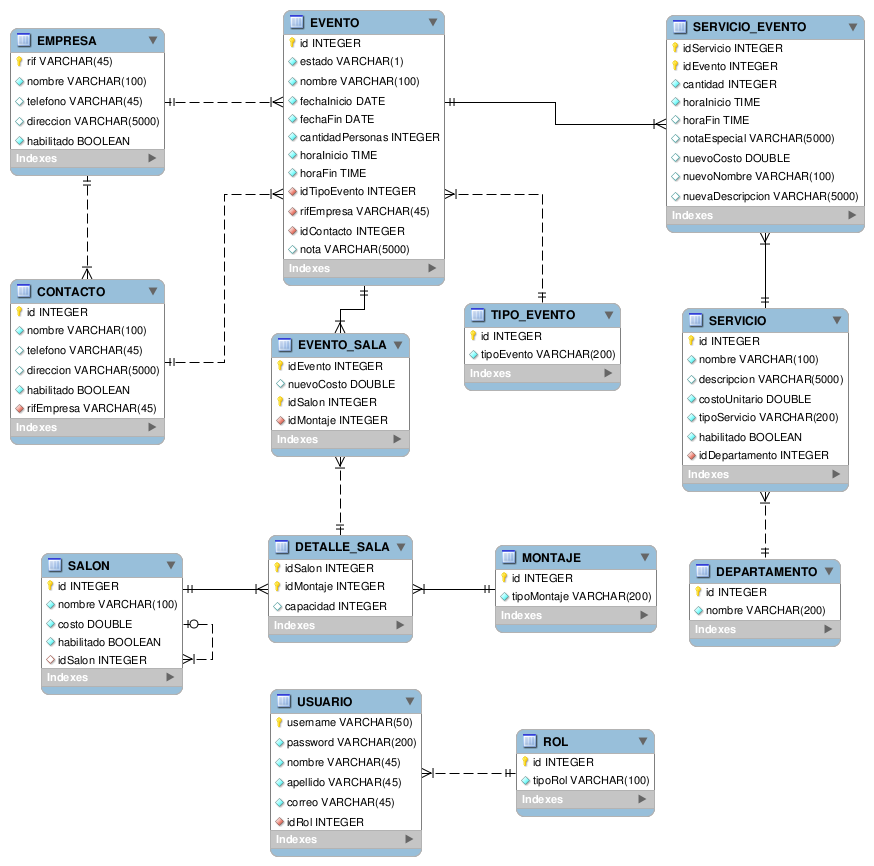 EMPRESA
rif VARCHAR(45)
nombre VARCHAR(100)
telefono VARCHAR(45)
direccion VARCHAR(5000)
habilitado BOOLEAN
Indexes
EVENTO
id INTEGER
estado VARCHAR(1)
nombre VARCHAR(100)
fechaInicio DATE
fechaFin DATE
cantidadPersonas INTEGER
horaInicio TIME
horaFin TIME
idTipoEvento INTEGER
rifEmpresa VARCHAR(45)
idContacto INTEGER
nota VARCHAR(5000)
Indexes
SERVICIO_EVENTO
idServicio INTEGER
idEvento INTEGER
cantidad INTEGER
horaInicio TIME
horaFin TIME
notaEspecial VARCHAR(5000)
nuevoCosto DOUBLE
nuevoNombre VARCHAR(100)
nuevaDescripcion VARCHAR(5000)
Indexes
CONTACTO
id INTEGER
nombre VARCHAR(100)
telefono VARCHAR(45)
direccion VARCHAR(5000)
habilitado BOOLEAN
rifEmpresa VARCHAR(45)
Indexes
EVENTO_SALA
idEvento INTEGER
nuevoCosto DOUBLE
idSalon INTEGER
idMontaje INTEGER
Indexes
TIPO_EVENTO
id INTEGER
tipoEvento VARCHAR(200)
Indexes
SERVICIO
id INTEGER
nombre VARCHAR(100)
descripcion VARCHAR(5000)
costoUnitario DOUBLE
tipoServicio VARCHAR(200)
habilitado BOOLEAN
idDepartamento INTEGER
Indexes
SALON
id INTEGER
nombre VARCHAR(100)
costo DOUBLE
habilitado BOOLEAN
idSalon INTEGER
Indexes
DETALLE_SALA
idSalon INTEGER
idMontaje INTEGER
capacidad INTEGER
Indexes
MONTAJE
id INTEGER
tipoMontaje VARCHAR(200)
Indexes
DEPARTAMENTO
id INTEGER
nombre VARCHAR(200)
Indexes
USUARIO
username VARCHAR(50)
password VARCHAR(200)
nombre VARCHAR(45)
apellido VARCHAR(45)
correo VARCHAR(45)
idRol INTEGER
Indexes
ROL
id INTEGER
tipoRol VARCHAR(100)
Indexes